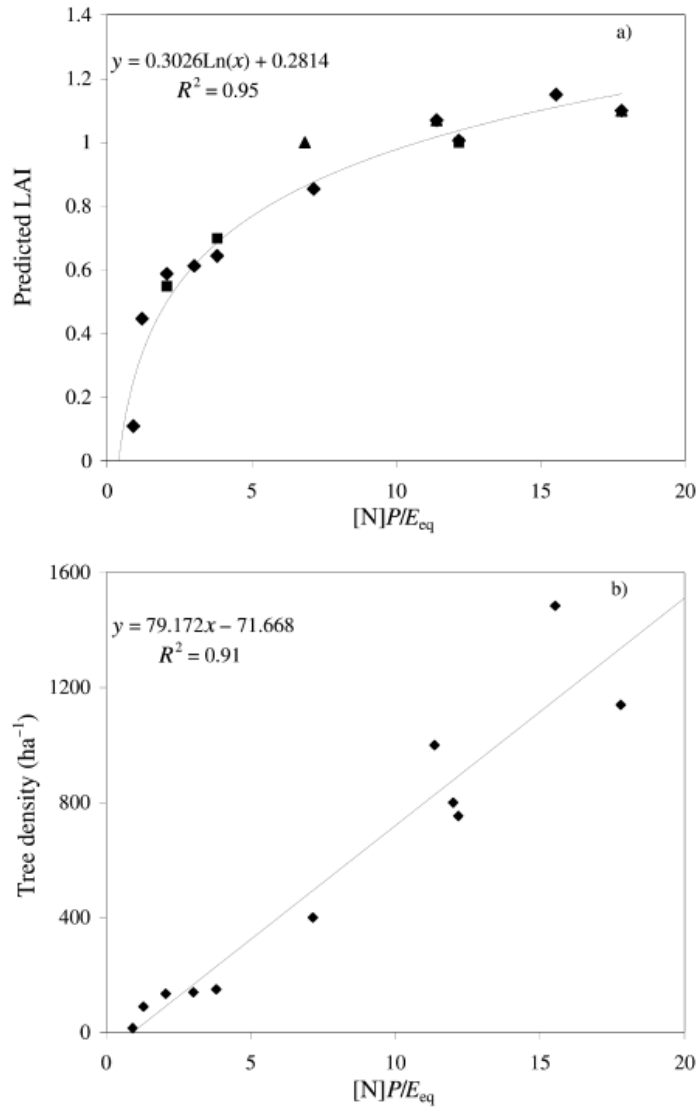 1.4
a)
y = 0.3026Ln(x) + 0.2814
R² = 0.95
1.2
1
0.8
0.6
0.4
0.2
0
Predicted LAI
0 5 10 15 20
[N]P/E_eq
1600
b)
y = 79.172x − 71.668
R² = 0.91
1200
800
400
0
Tree density (ha⁻¹)
0 5 10 15 20
[N]P/E_eq